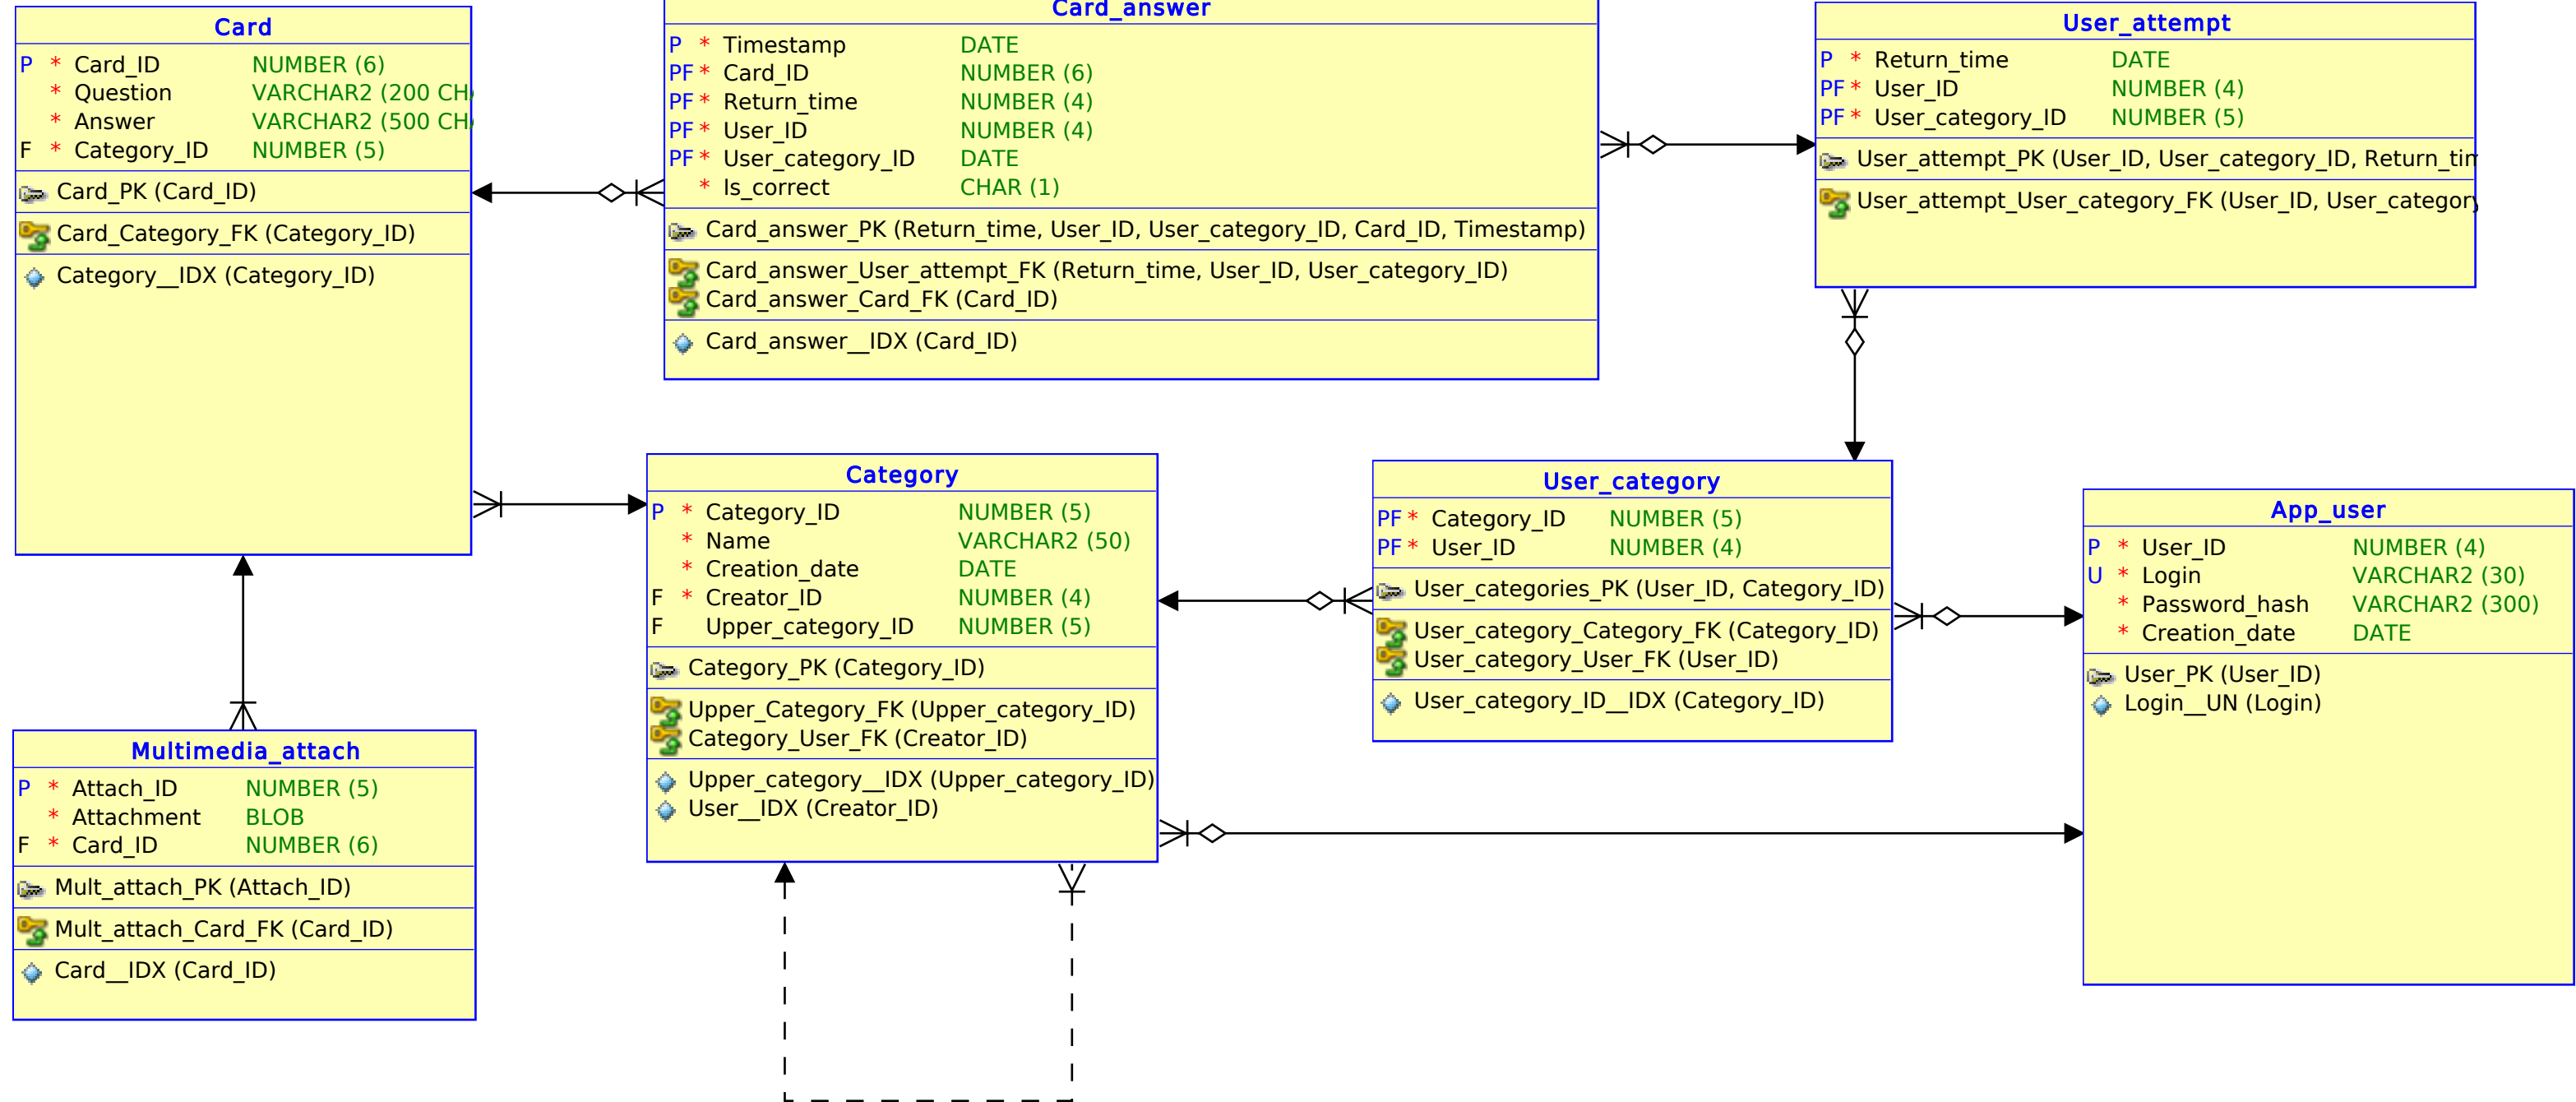 Card
P * Card_ID NUMBER (6)
* Question VARCHAR2 (200 CH
* Answer VARCHAR2 (500 CH
F * Category_ID NUMBER (5)
Card_PK (Card_ID)
Card_Category_FK (Category_ID)
Category__IDX (Category_ID)
Card_answer
P * Timestamp DATE
PF * Card_ID NUMBER (6)
PF * Return_time NUMBER (4)
PF * User_ID NUMBER (4)
PF * User_category_ID DATE
* Is_correct CHAR (1)
Card_answer_PK (Return_time, User_ID, User_category_ID, Card_ID, Timestamp)
Card_answer_User_attempt_FK (Return_time, User_ID, User_category_ID)
Card_answer_Card_FK (Card_ID)
Card_answer__IDX (Card_ID)
User_attempt
P * Return_time DATE
PF * User_ID NUMBER (4)
PF * User_category_ID NUMBER (5)
User_attempt_PK (User_ID, User_category_ID, Return_tim
User_attempt_User_category_FK (User_ID, User_category
Category
P * Category_ID NUMBER (5)
* Name VARCHAR2 (50)
* Creation_date DATE
F * Creator_ID NUMBER (4)
F Upper_category_ID NUMBER (5)
Category_PK (Category_ID)
Upper_Category_FK (Upper_category_ID)
Category_User_FK (Creator_ID)
Upper_category__IDX (Upper_category_ID)
User__IDX (Creator_ID)
User_category
PF * Category_ID NUMBER (5)
PF * User_ID NUMBER (4)
User_categories_PK (User_ID, Category_ID)
User_category_Category_FK (Category_ID)
User_category_User_FK (User_ID)
User_category_ID__IDX (Category_ID)
App_user
P * User_ID NUMBER (4)
U * Login VARCHAR2 (30)
* Password_hash VARCHAR2 (300)
* Creation_date DATE
User_PK (User_ID)
Login__UN (Login)
Multimedia_attach
P * Attach_ID NUMBER (5)
* Attachment BLOB
F * Card_ID NUMBER (6)
Mult_attach_PK (Attach_ID)
Mult_attach_Card_FK (Card_ID)
Card__IDX (Card_ID)